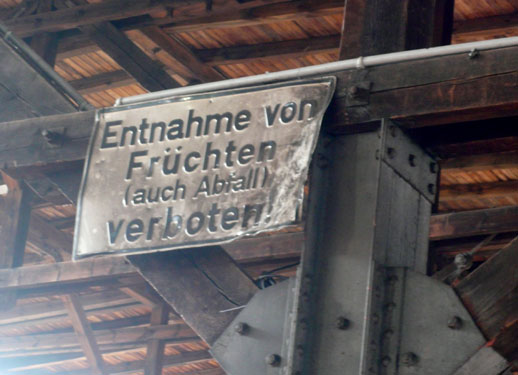 Entnahme von
Früchten
(auch Abfall)
verboten!